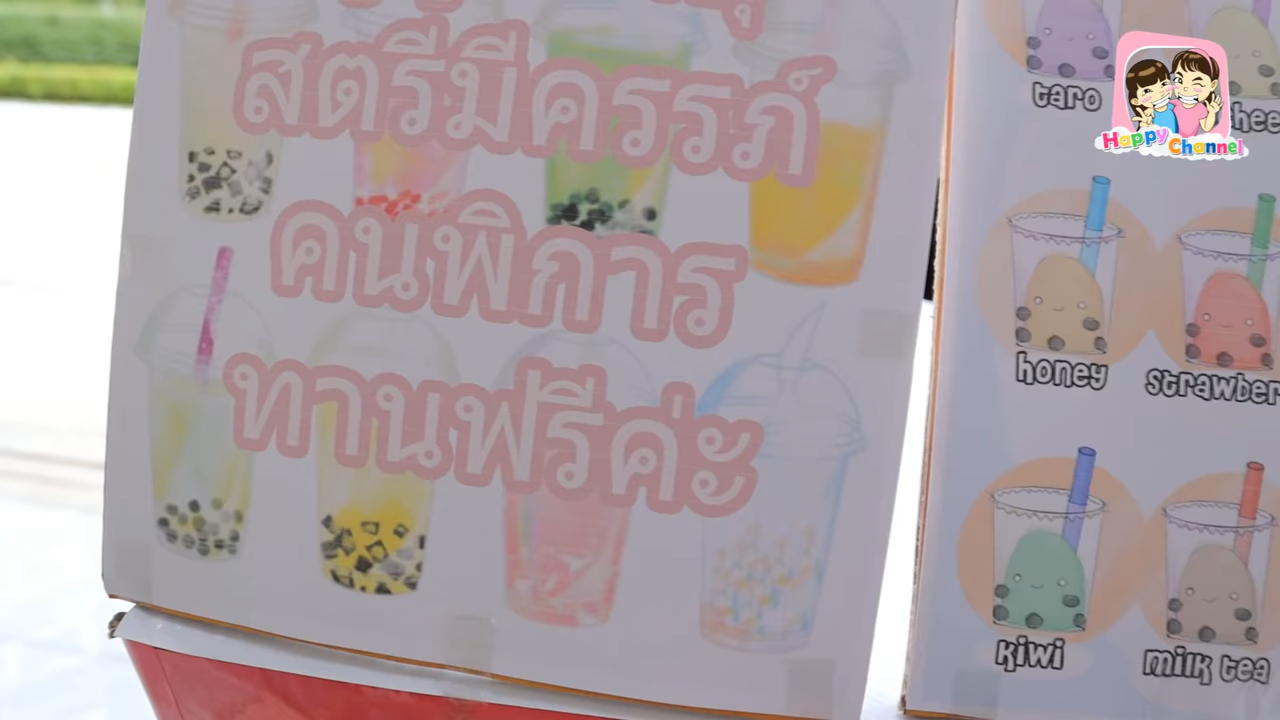 สตรีมีครรภ์
คนพิการ
ทานฟรีค่ะ
taro
honey
kiwi
milk tea
Happy Channel